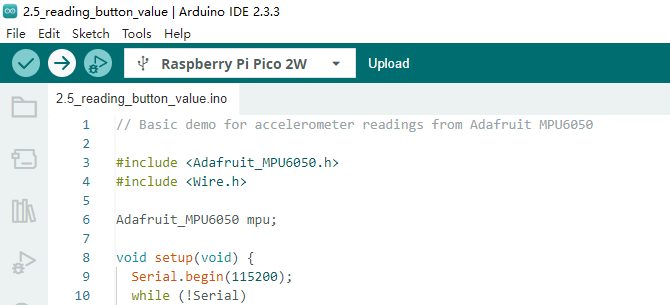 2.5_reading_button_value | Arduino IDE 2.3.3
File Edit Sketch Tools Help
Raspberry Pi Pico 2W Upload
2.5_reading_button_value.ino
1 // Basic demo for accelerometer readings from Adafruit MPU6050
2
3 #include <Adafruit_MPU6050.h>
4 #include <Wire.h>
5
6 Adafruit_MPU6050 mpu;
7
8 void setup(void) {
9 Serial.begin(115200);
10 while (!Serial)